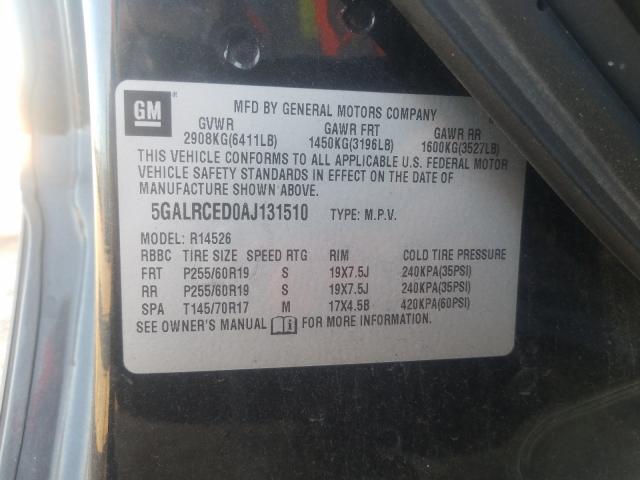 GM
MFD BY GENERAL MOTORS COMPANY
GVWR GAWR FRT GAWR RR
2908KG(6411LB) 1450KG(3196LB) 1600KG(3527LB)
THIS VEHICLE CONFORMS TO ALL APPLICABLE U.S. FEDERAL MOTOR
VEHICLE SAFETY STANDARDS IN EFFECT ON THE DATE OF
MANUFACTURE SHOWN ABOVE.
5GALRCED0AJ131510 TYPE: M.P.V.
MODEL: R14526
RBBC TIRE SIZE SPEED RTG RIM COLD TIRE PRESSURE
FRT P255/60R19 S 19X7.5J 240KPA(35PSI)
RR P255/60R19 S 19X7.5J 240KPA(35PSI)
SPA T145/70R17 M 17X4.5B 420KPA(60PSI)
SEE OWNER'S MANUAL FOR MORE INFORMATION.